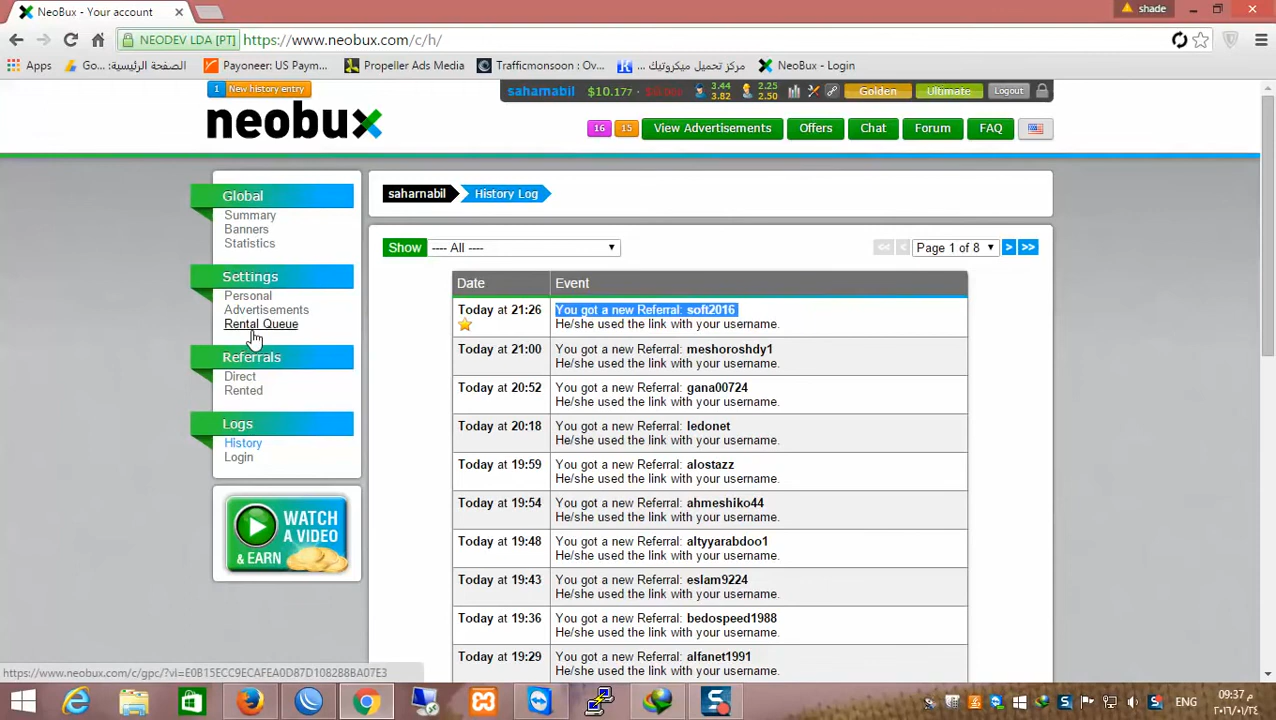 NeoBux - Your account
shade
NEODEV LDA [PT]
https://www.neobux.com/c/h/
Apps
Go... الصفحة الرئيسية:
Payoneer: US Paym...
Propeller Ads Media
Trafficmonsoon : Ov...
مركز تحميل ميكروتيك ...
NeoBux - Login
1 New history entry
$10.177
3.44
3.82
2.25
2.50
Golden
Ultimate
Logout
neobux
16
15
View Advertisements
Offers
Chat
Forum
FAQ
Global
Summary
Banners
Statistics
Settings
Personal
Advertisements
Rental Queue
Referrals
Direct
Rented
Logs
History
Login
WATCH
A VIDEO
& EARN
saharnabil
History Log
Show
---- All ----
<< <
Page 1 of 8
> >>
Date
Event
Today at 21:26
You got a new Referral: soft2016
He/she used the link with your username.
Today at 21:00
You got a new Referral: meshoroshdy1
He/she used the link with your username.
Today at 20:52
You got a new Referral: gana00724
He/she used the link with your username.
Today at 20:18
You got a new Referral: ledonet
He/she used the link with your username.
Today at 19:59
You got a new Referral: alostazz
He/she used the link with your username.
Today at 19:54
You got a new Referral: ahmeshiko44
He/she used the link with your username.
Today at 19:48
You got a new Referral: altyyarabdoo1
He/she used the link with your username.
Today at 19:43
You got a new Referral: eslam9224
He/she used the link with your username.
Today at 19:36
You got a new Referral: bedospeed1988
He/she used the link with your username.
Today at 19:29
You got a new Referral: alfanet1991
https://www.neobux.com/c/gpc/?vl=E0B15ECC9ECAFEA0D87D108288BA07E3
ENG
09:37 م
٢٠١٦/٠١/٢٤